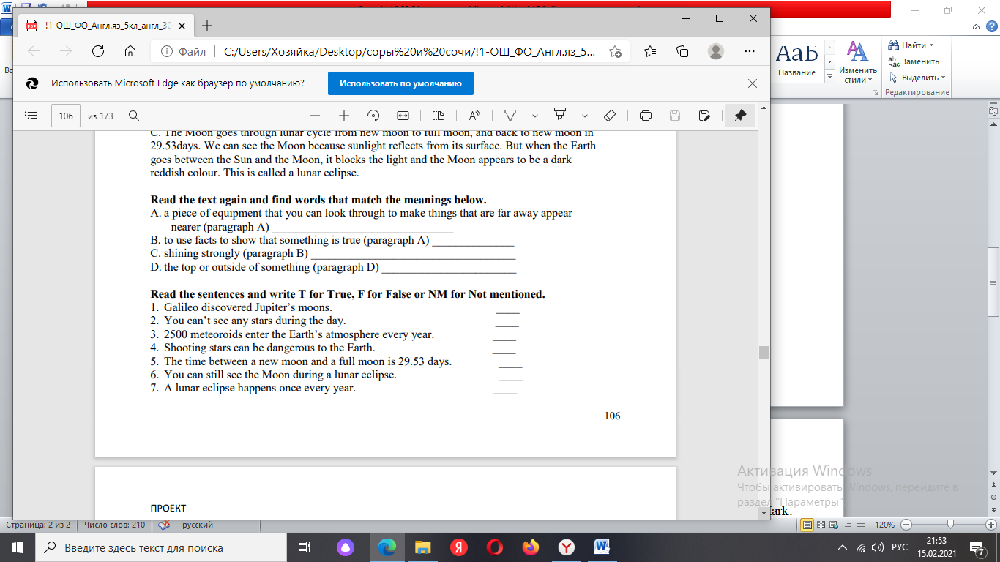 !1-ОШ_ФО_Англ.яз_5кл_англ_30
Файл
C:/Users/Хозяйка/Desktop/соры%20и%20сочи/!1-ОШ_ФО_Англ.яз_5...
Использовать Microsoft Edge как браузер по умолчанию?
Использовать по умолчанию
106 из 173
C. The Moon goes through lunar cycle from new moon to full moon, and back to new moon in
29.53days. We can see the Moon because sunlight reflects from its surface. But when the Earth
goes between the Sun and the Moon, it blocks the light and the Moon appears to be a dark
reddish colour. This is called a lunar eclipse.
Read the text again and find words that match the meanings below.
A. a piece of equipment that you can look through to make things that are far away appear
nearer (paragraph A) _______________________________
B. to use facts to show that something is true (paragraph A) ______________
C. shining strongly (paragraph B) ___________________________________
D. the top or outside of something (paragraph D) _______________________
Read the sentences and write T for True, F for False or NM for Not mentioned.
1. Galileo discovered Jupiter’s moons. ____
2. You can’t see any stars during the day. ____
3. 2500 meteoroids enter the Earth’s atmosphere every year. ____
4. Shooting stars can be dangerous to the Earth. ____
5. The time between a new moon and a full moon is 29.53 days. ____
6. You can still see the Moon during a lunar eclipse. ____
7. A lunar eclipse happens once every year. ____
106
ПРОЕКТ
АаБ
Название
Изменить
стили
Найти
Заменить
Выделить
Редактирование
Активация Windows
Чтобы активировать Windows, перейдите в
раздел "Параметры"
Mark.
Страница: 2 из 2
Число слов: 210
русский
120%
Введите здесь текст для поиска
РУС
21:53
15.02.2021
7